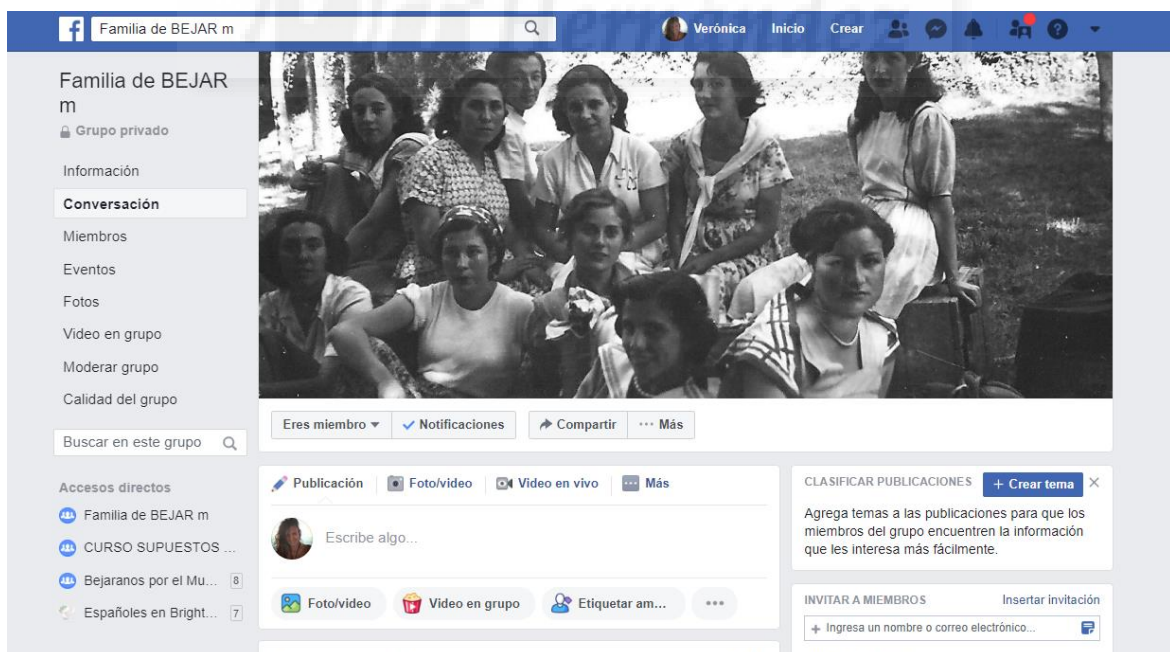 Familia de BEJAR m
Verónica
Inicio
Crear
Familia de BEJAR
m
Grupo privado
Información
Conversación
Miembros
Eventos
Fotos
Video en grupo
Moderar grupo
Calidad del grupo
Buscar en este grupo
Accesos directos
Familia de BEJAR m
CURSO SUPUESTOS ...
Bejaranos por el Mu... 8
Españoles en Bright... 7
Eres miembro
Notificaciones
Compartir
Más
Publicación
Foto/video
Video en vivo
Más
Escribe algo...
Foto/video
Video en grupo
Etiquetar am...
CLASIFICAR PUBLICACIONES
+ Crear tema
Agrega temas a las publicaciones para que los
miembros del grupo encuentren la información
que les interesa más fácilmente.
INVITAR A MIEMBROS
Insertar invitación
+ Ingresa un nombre o correo electrónico...